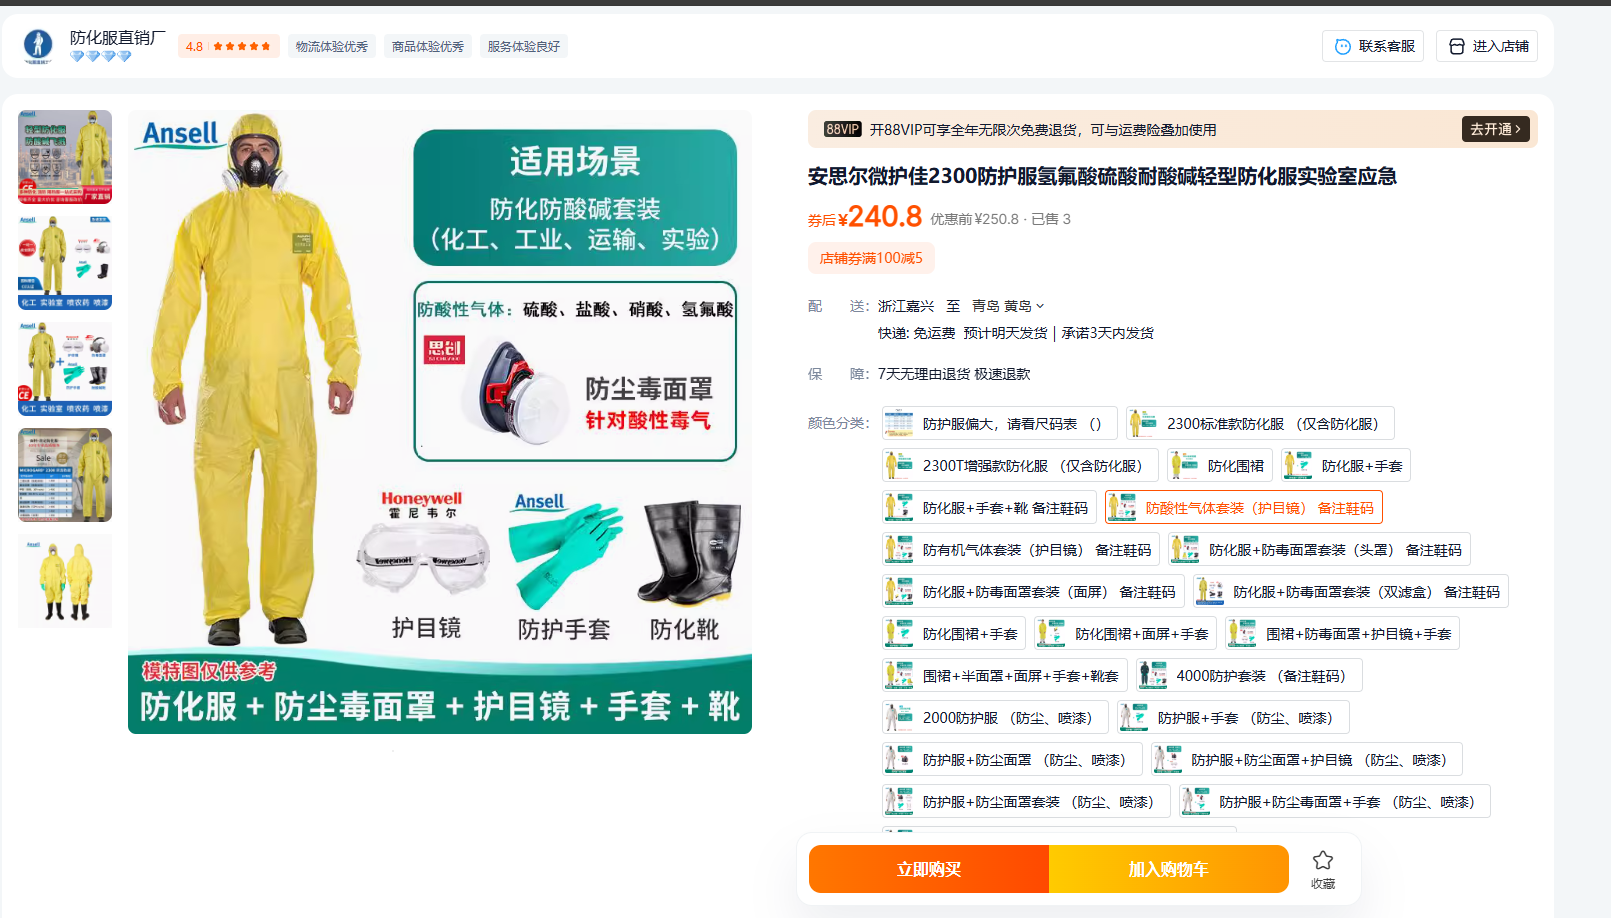 防化服直销厂
4.8
物流体验优秀
商品体验优秀
服务体验良好
联系客服
进入店铺
Ansell
适用场景
防化防酸碱套装
（化工、工业、运输、实验）
防酸性气体：硫酸、盐酸、硝酸、氢氟酸
思创
防尘毒面罩
针对酸性毒气
Honeywell
霍尼韦尔
Ansell
护目镜
防护手套
防化靴
模特图仅供参考
防化服 + 防尘毒面罩 + 护目镜 + 手套 + 靴
88VIP 开88VIP可享全年无限次免费退货，可与运费险叠加使用
去开通
安思尔微护佳2300防护服氢氟酸硫酸耐酸碱轻型防化服实验室应急
券后¥240.8 优惠前¥250.8 · 已售 3
店铺券满100减5
配 送： 浙江嘉兴 至 青岛 黄岛
快递: 免运费 预计明天发货 | 承诺3天内发货
保 障： 7天无理由退货 极速退款
颜色分类：
防护服偏大，请看尺码表 （）
2300标准款防化服 （仅含防化服）
2300T增强款防化服 （仅含防化服）
防化围裙
防化服+手套
防化服+手套+靴 备注鞋码
防酸性气体套装（护目镜） 备注鞋码
防有机气体套装（护目镜） 备注鞋码
防化服+防毒面罩套装（头罩） 备注鞋码
防化服+防毒面罩套装（面屏） 备注鞋码
防化服+防毒面罩套装（双滤盒） 备注鞋码
防化围裙+手套
防化围裙+面屏+手套
围裙+防毒面罩+护目镜+手套
围裙+半面罩+面屏+手套+靴套
4000防护套装 （备注鞋码）
2000防护服 （防尘、喷漆）
防护服+手套 （防尘、喷漆）
防护服+防尘面罩 （防尘、喷漆）
防护服+防尘面罩+护目镜 （防尘、喷漆）
防护服+防尘面罩套装 （防尘、喷漆）
防护服+防尘毒面罩+手套 （防尘、喷漆）
立即购买
加入购物车
收藏
化工 实验室 喷农药 喷漆
化工 实验室 喷农药 喷漆
Sale